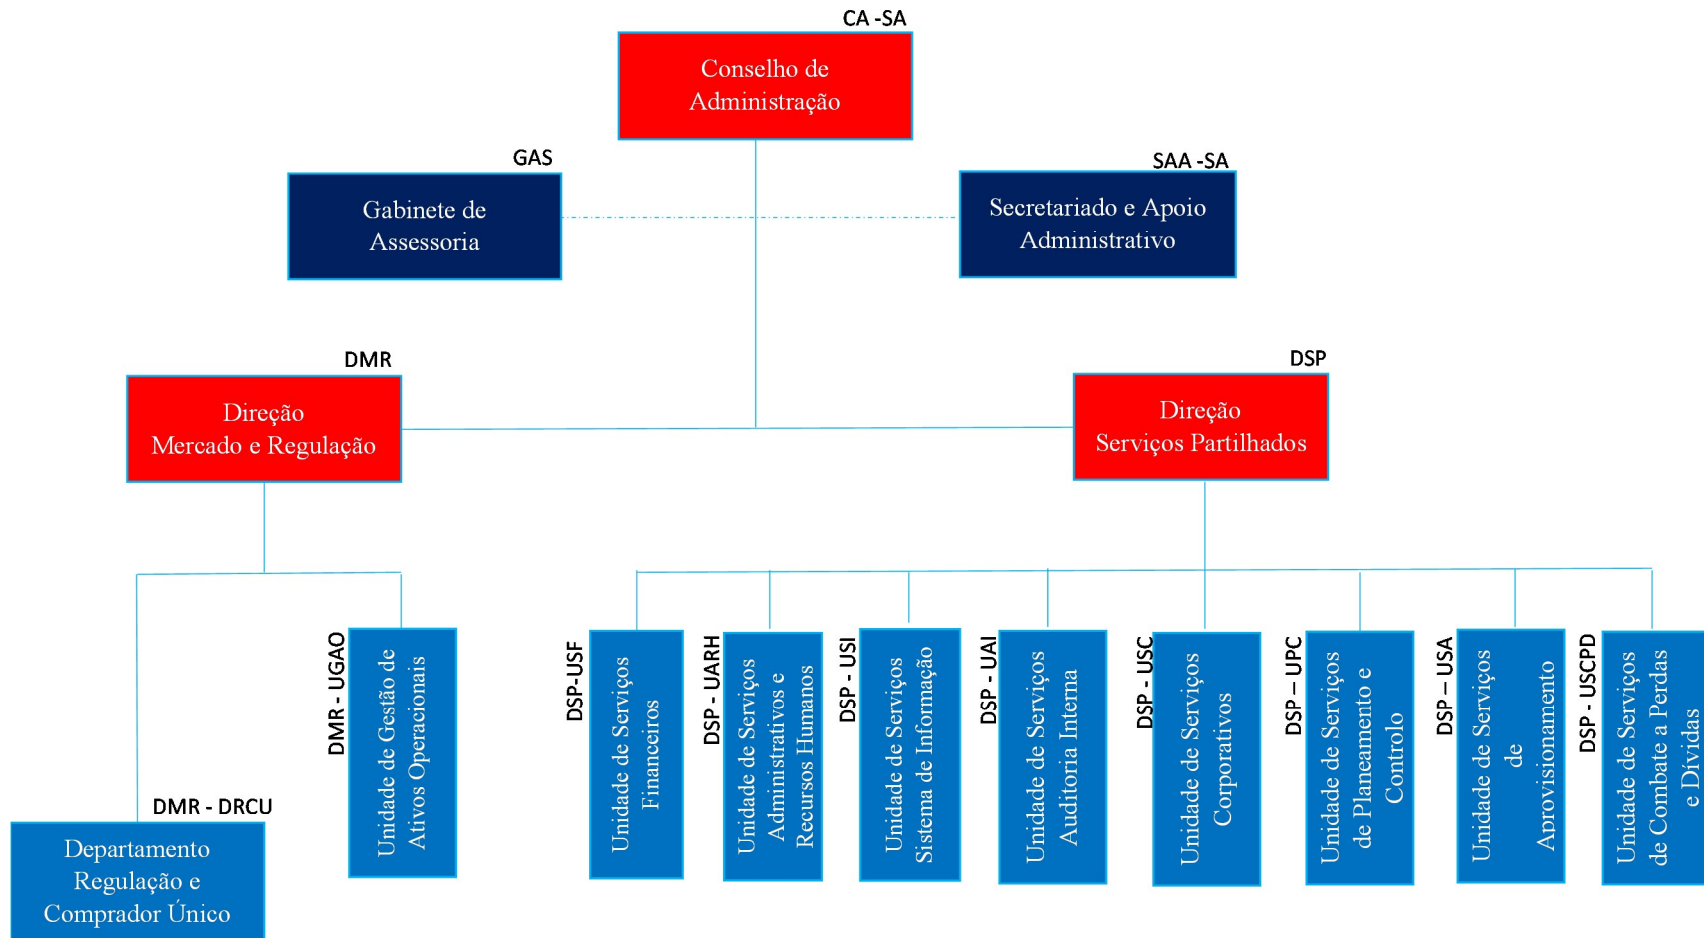 CA -SA
Conselho de
Administração
GAS
Gabinete de
Assessoria
SAA -SA
Secretariado e Apoio
Administrativo
DMR
Direção
Mercado e Regulação
DSP
Direção
Serviços Partilhados
DMR - DRCU
Departamento
Regulação e
Comprador Único
DMR - UGAO
Unidade de Gestão de
Ativos Operacionais
DSP-USF
Unidade de Serviços
Financeiros
DSP - UARH
Unidade de Serviços
Administrativos e
Recursos Humanos
DSP - USI
Unidade de Serviços
Sistema de Informação
DSP - UAI
Unidade de Serviços
Auditoria Interna
DSP - USC
Unidade de Serviços
Corporativos
DSP – UPC
Unidade de Serviços
de Planeamento e
Controlo
DSP – USA
Unidade de Serviços
de
Aprovisionamento
DSP - USCPD
Unidade de Serviços
de Combate a Perdas
e Dívidas